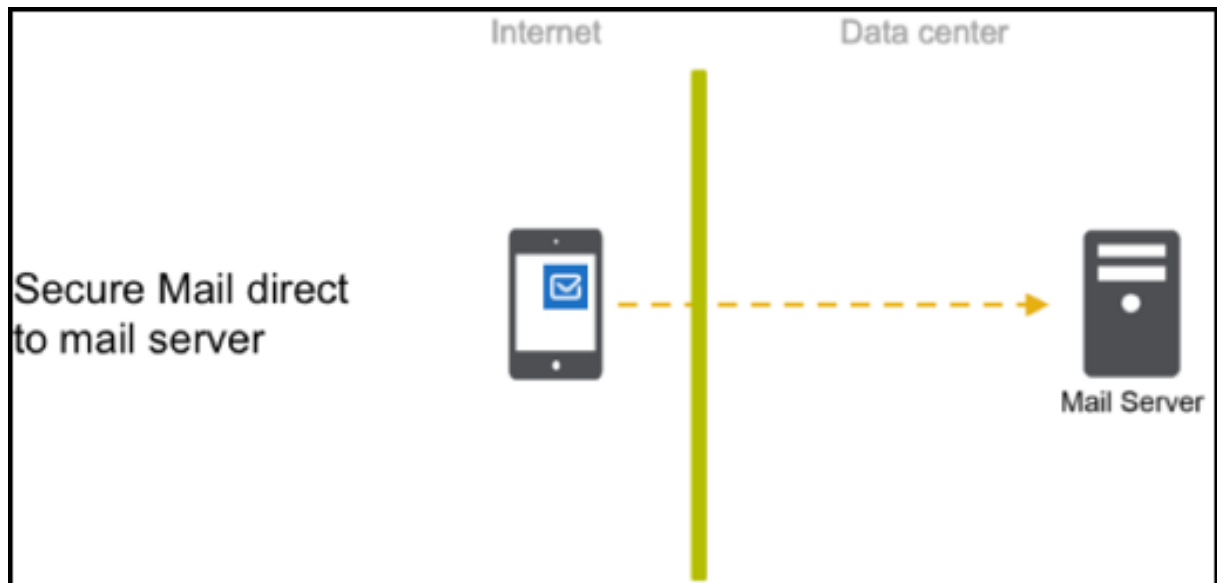 Internet
Data center
Secure Mail direct
to mail server
Mail Server